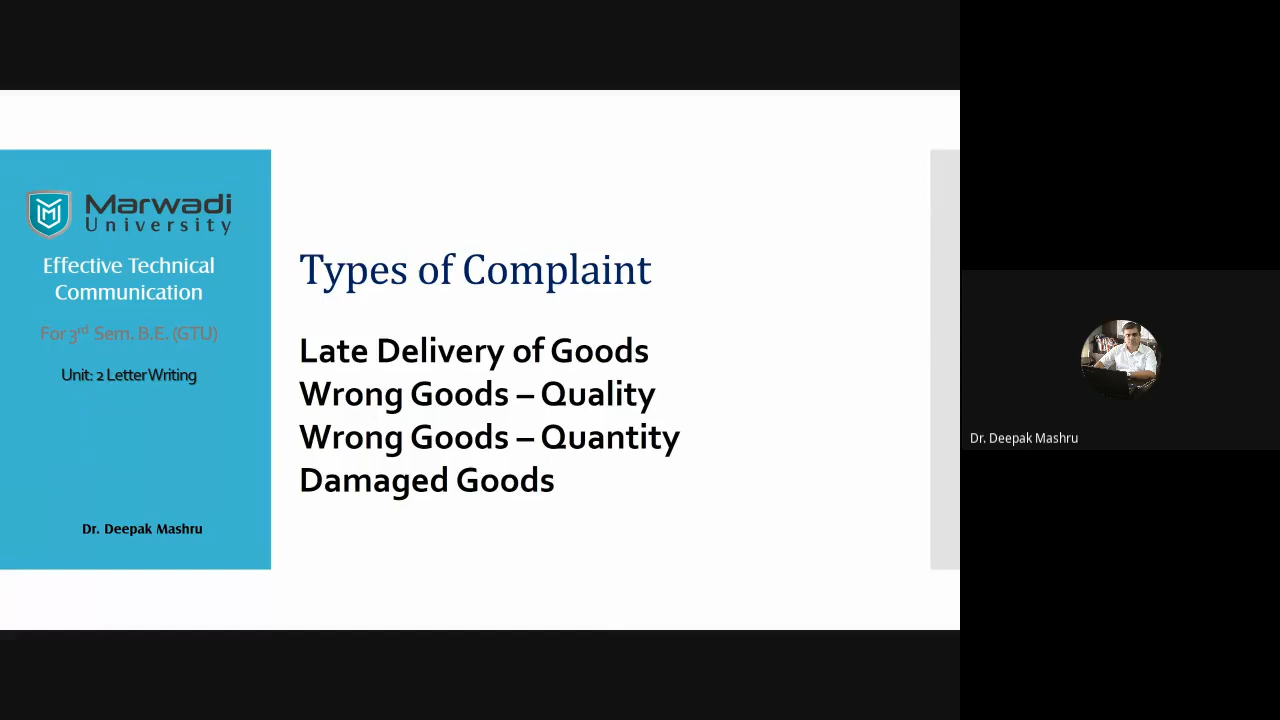 Marwadi
University
Effective Technical
Communication
For 3rd Sem. B.E. (GTU)
Unit: 2 Letter Writing
Dr. Deepak Mashru
Types of Complaint
Late Delivery of Goods
Wrong Goods – Quality
Wrong Goods – Quantity
Damaged Goods
Dr. Deepak Mashru